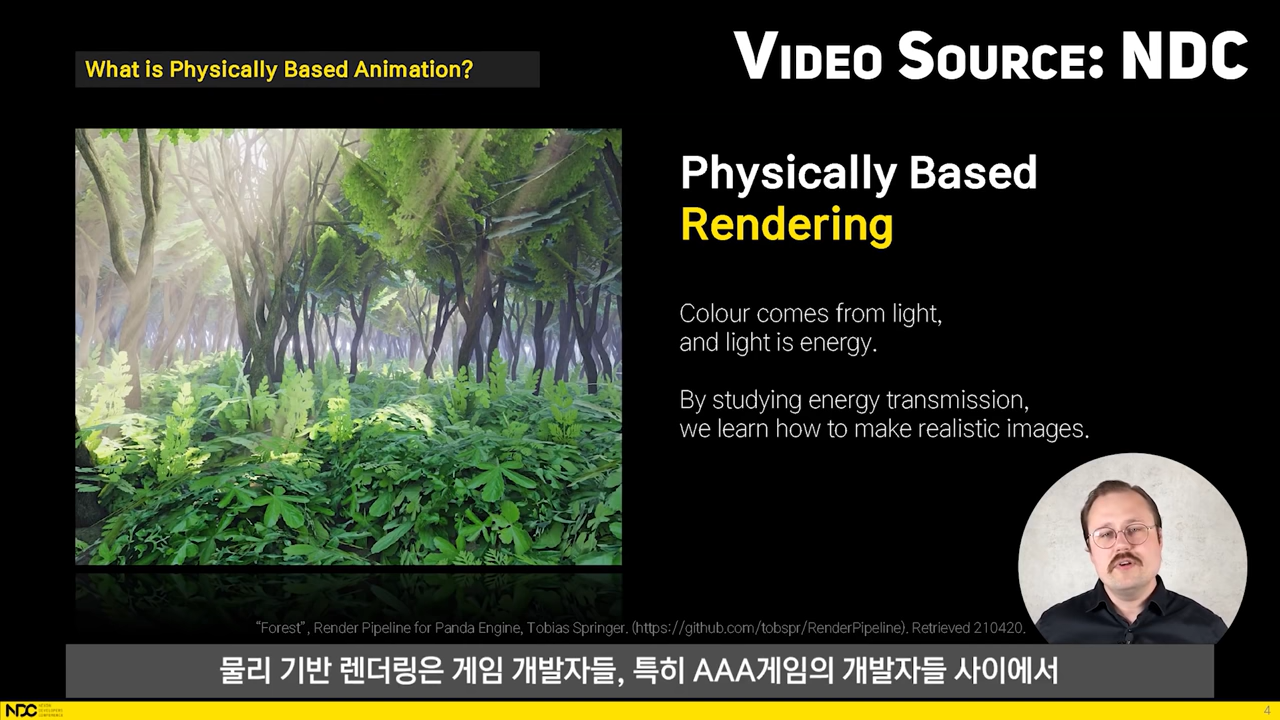 What is Physically Based Animation?
VIDEO SOURCE: NDC
Physically Based
Rendering
Colour comes from light,
and light is energy.
By studying energy transmission,
we learn how to make realistic images.
“Forest”, Render Pipeline for Panda Engine, Tobias Springer. (https://github.com/tobspr/RenderPipeline). Retrieved 210420.
물리 기반 렌더링은 게임 개발자들, 특히 AAA게임의 개발자들 사이에서
NDC
4